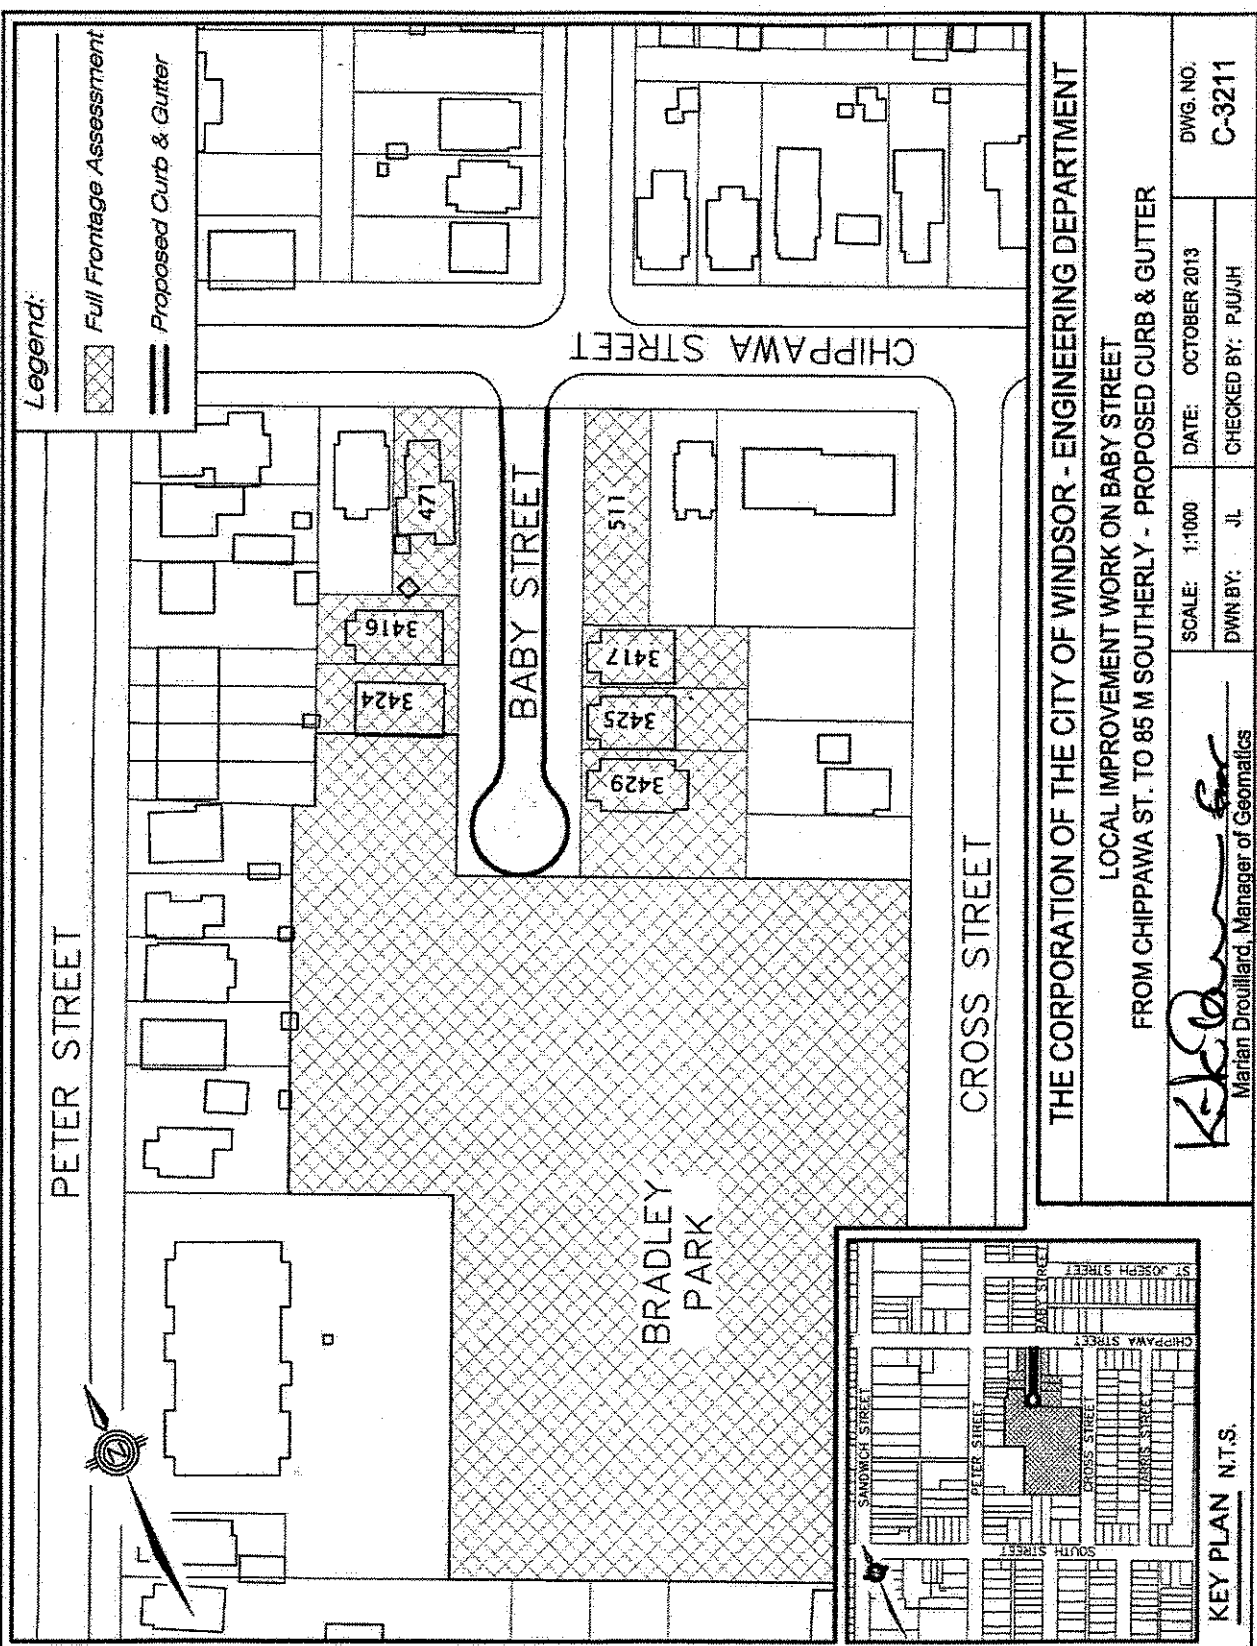 Legend:
Full Frontage Assessment
Proposed Curb & Gutter
PETER STREET
CHIPPAWA
STREET
BABY STREET
CROSS STREET
BRADLEY
PARK
471
3416
3424
511
3417
3425
3429
THE CORPORATION OF THE CITY OF WINDSOR - ENGINEERING DEPARTMENT
LOCAL IMPROVEMENT WORK ON BABY STREET
FROM CHIPPAWA ST. TO 85 M SOUTHERLY - PROPOSED CURB & GUTTER
Marian Drouillard, Manager of Geomatics
SCALE: 1:1000
DATE: OCTOBER 2013
DWG. NO.
C-3211
DWN BY: JL
CHECKED BY: PJU/JH
KEY PLAN N.T.S.
SANDWICH STREET
PETER STREET
BABY STREET
CROSS STREET
HARRIS STREET
SOUTH STREET
CHIPPAWA STREET
ST. JOSEPH STREET
Z